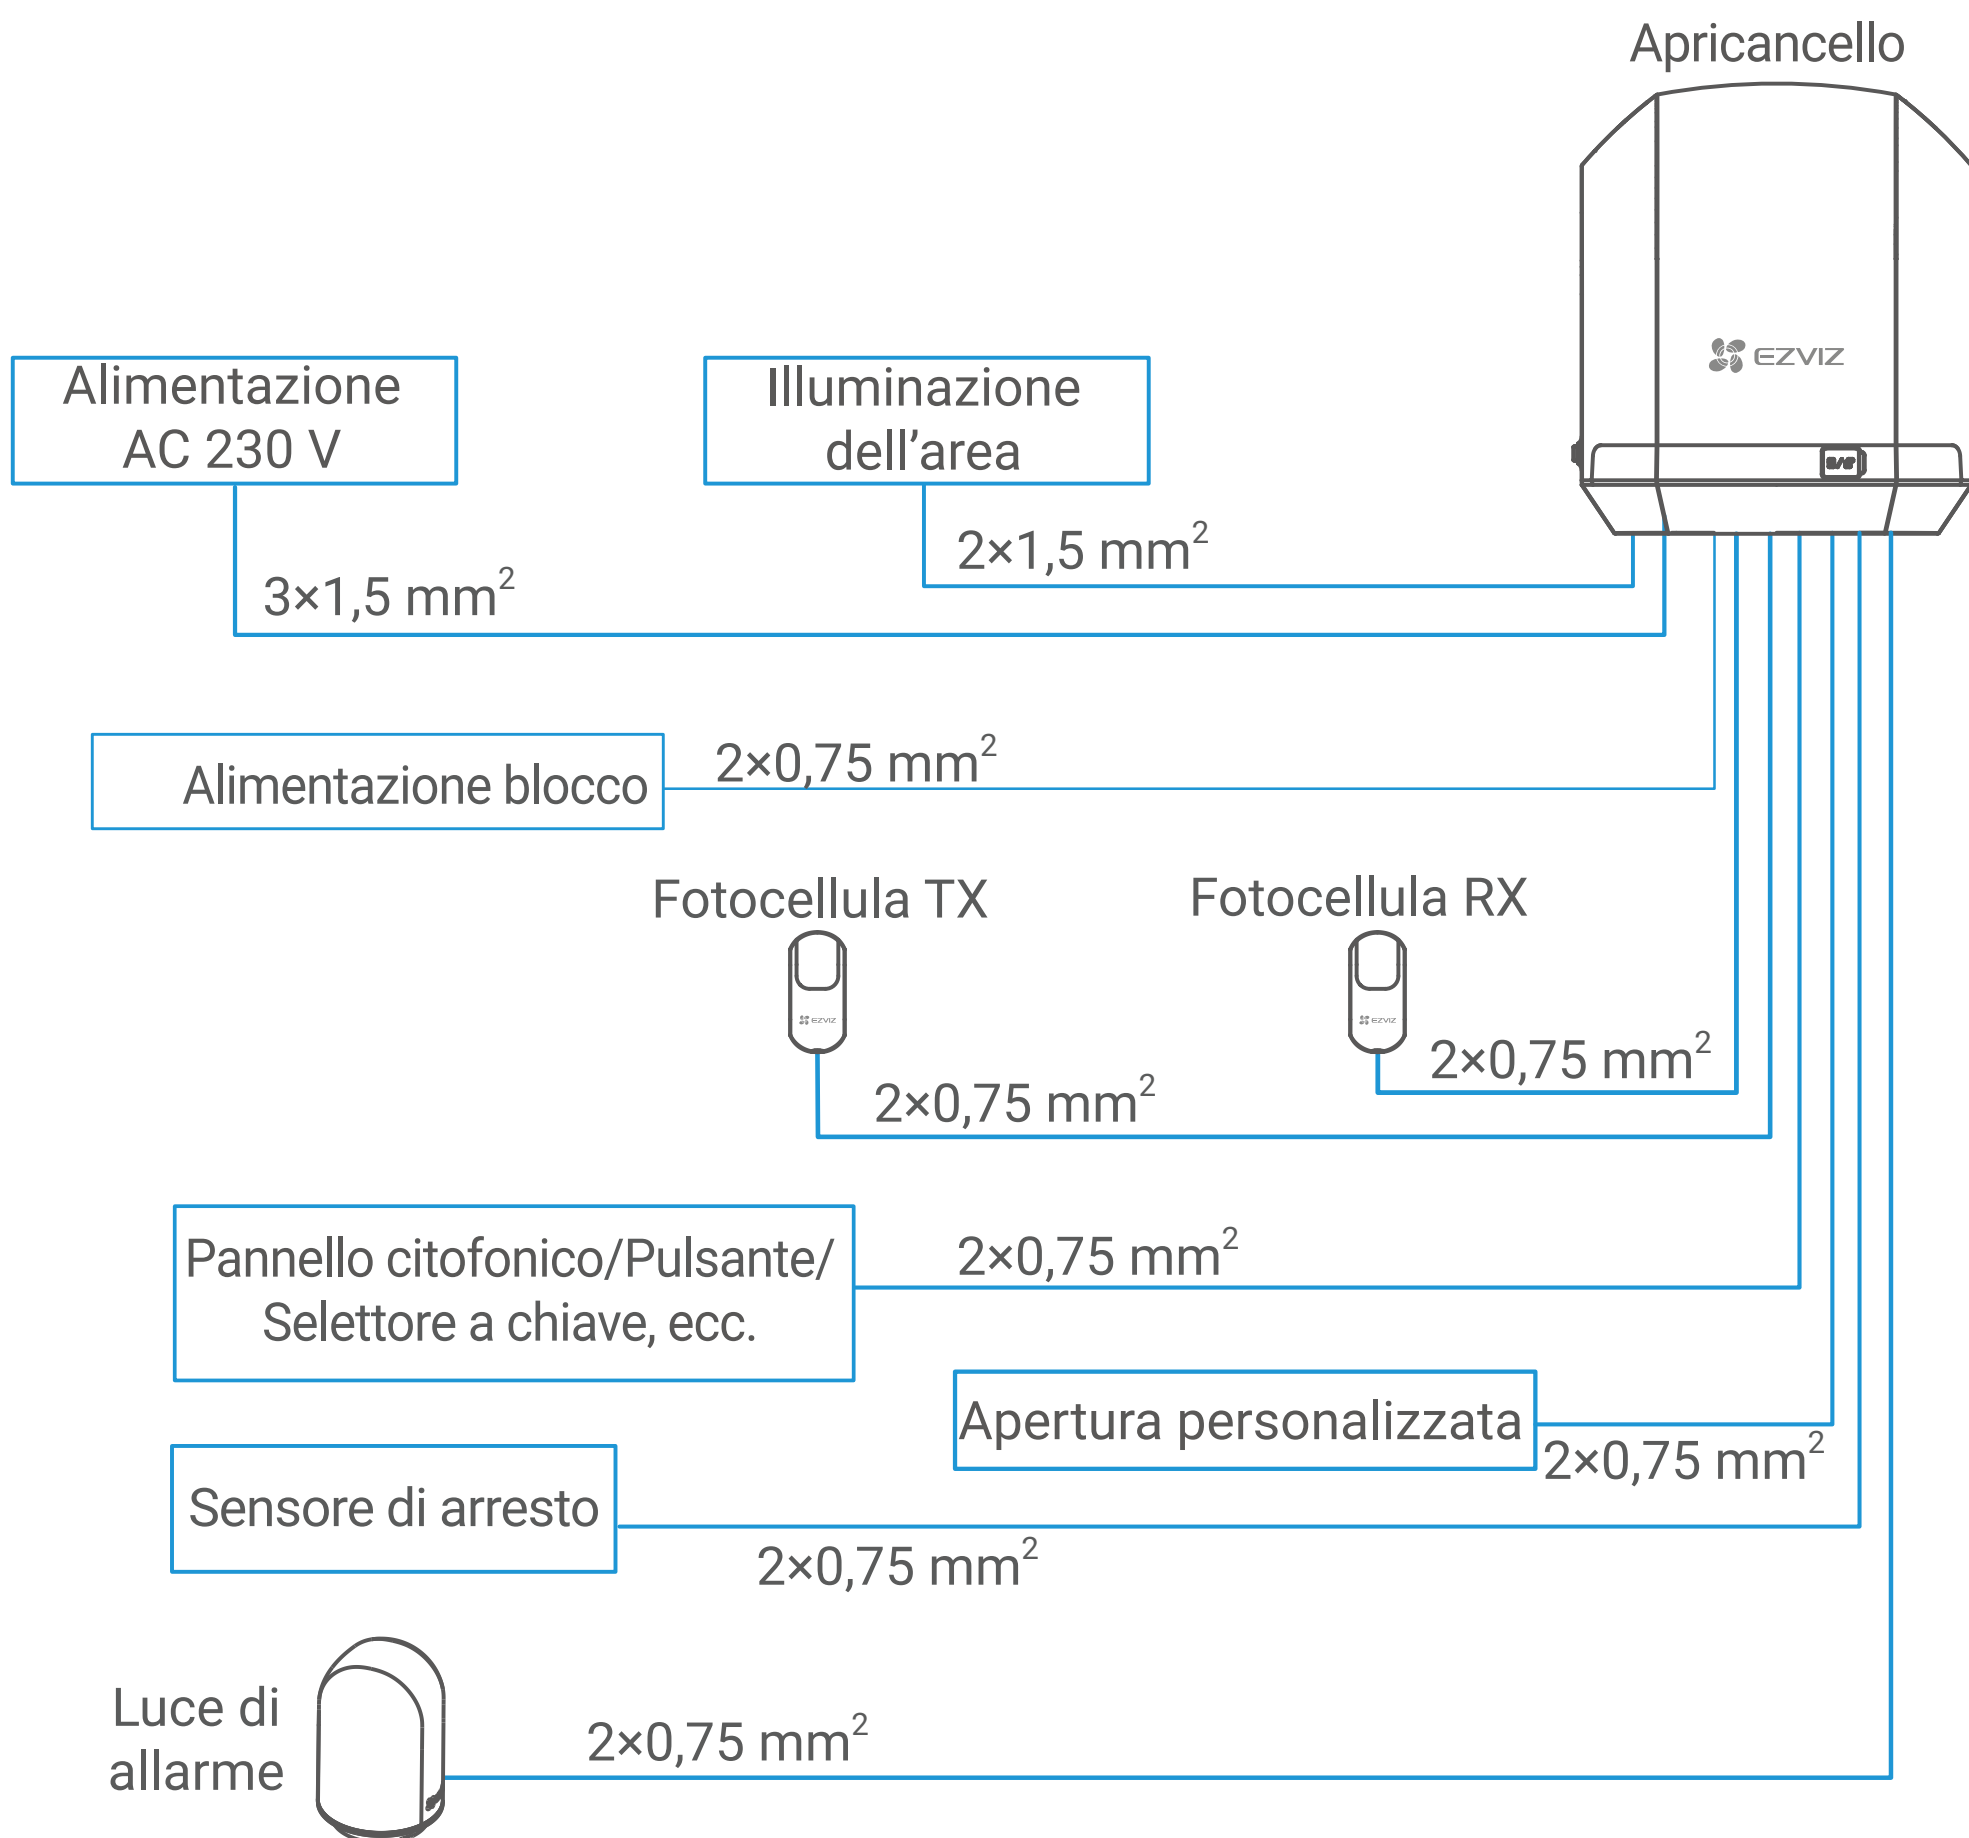 Apricancello
EZVIZ
Alimentazione
AC 230 V
Illuminazione
dell’area
2×1,5 mm²
3×1,5 mm²
Alimentazione blocco
2×0,75 mm²
Fotocellula TX
Fotocellula RX
EZVIZ
EZVIZ
2×0,75 mm²
2×0,75 mm²
Pannello citofonico/Pulsante/
Selettore a chiave, ecc.
2×0,75 mm²
Apertura personalizzata
2×0,75 mm²
Sensore di arresto
2×0,75 mm²
Luce di
allarme
2×0,75 mm²